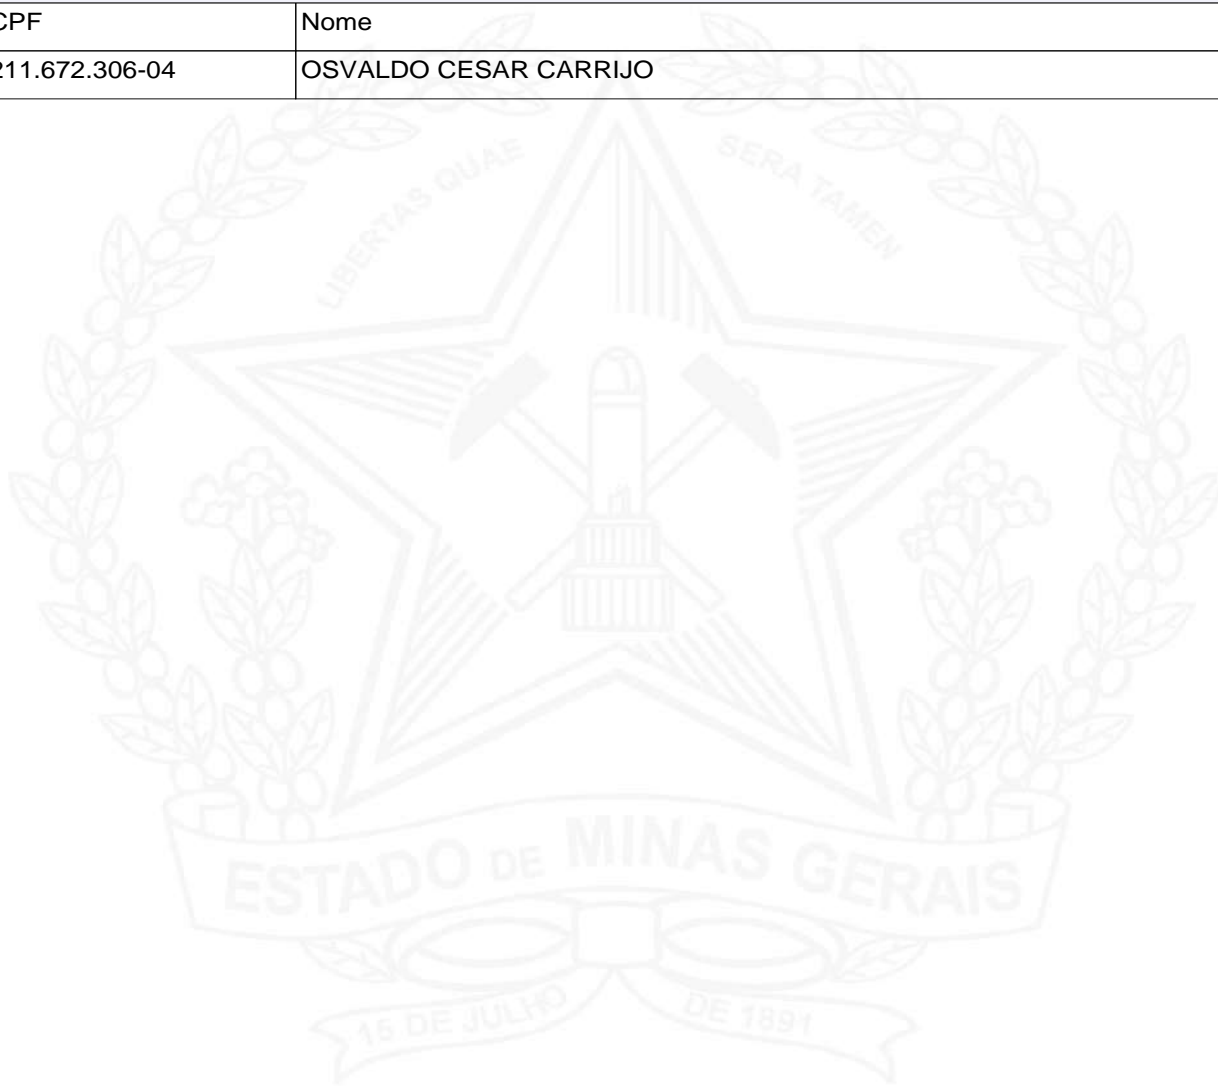 CPF Nome
211.672.306-04 OSVALDO CESAR CARRIJO
LIBERTAS QUAE SERA TAMEN
ESTADO DE MINAS GERAIS
15 DE JULHO DE 1891